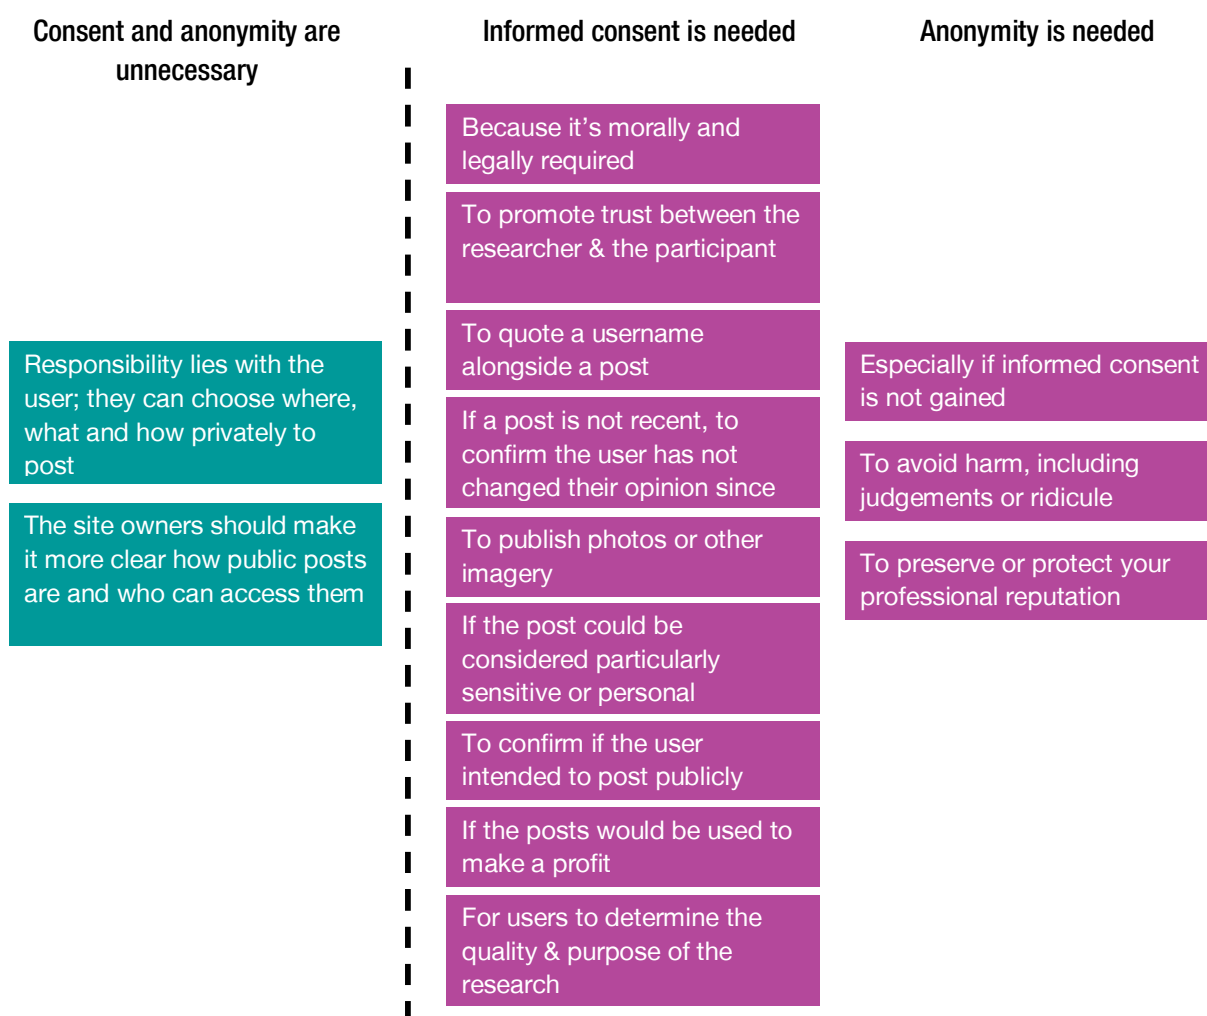 Consent and anonymity are
unnecessary
Responsibility lies with the
user; they can choose where,
what and how privately to
post
The site owners should make
it more clear how public posts
are and who can access them
Informed consent is needed
Because it’s morally and
legally required
To promote trust between the
researcher & the participant
To quote a username
alongside a post
If a post is not recent, to
confirm the user has not
changed their opinion since
To publish photos or other
imagery
If the post could be
considered particularly
sensitive or personal
To confirm if the user
intended to post publicly
If the posts would be used to
make a profit
For users to determine the
quality & purpose of the
research
Anonymity is needed
Especially if informed consent
is not gained
To avoid harm, including
judgements or ridicule
To preserve or protect your
professional reputation